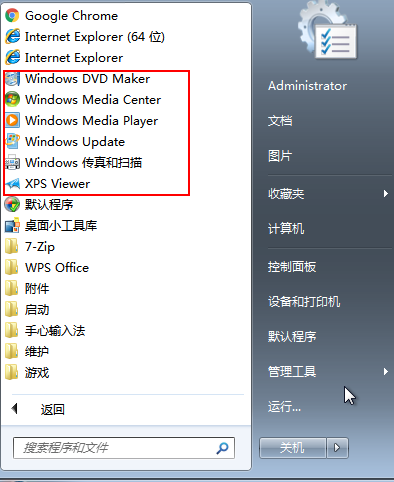 Google Chrome
Internet Explorer (64 位)
Internet Explorer
Windows DVD Maker
Windows Media Center
Windows Media Player
Windows Update
Windows 传真和扫描
XPS Viewer
默认程序
桌面小工具库
7-Zip
WPS Office
附件
启动
手心输入法
维护
游戏
返回
搜索程序和文件
Administrator
文档
图片
收藏夹
计算机
控制面板
设备和打印机
默认程序
管理工具
运行...
关机